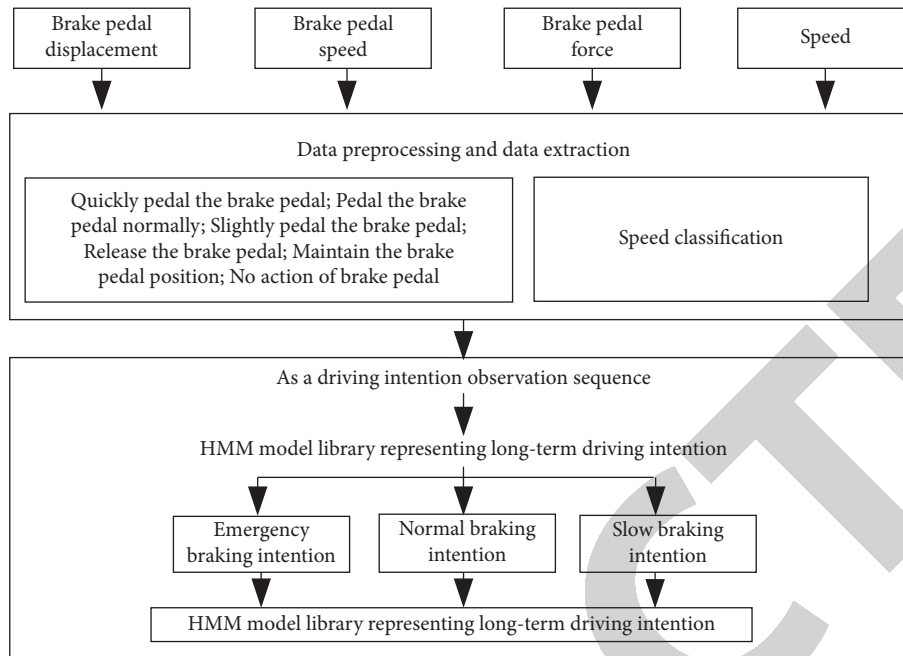 Brake pedal
displacement
Brake pedal
speed
Brake pedal
force
Speed
Data preprocessing and data extraction
Quickly pedal the brake pedal; Pedal the brake
pedal normally; Slightly pedal the brake pedal;
Release the brake pedal; Maintain the brake
pedal position; No action of brake pedal
Speed classification
As a driving intention observation sequence
HMM model library representing long-term driving intention
Emergency
braking intention
Normal braking
intention
Slow braking
intention
HMM model library representing long-term driving intention